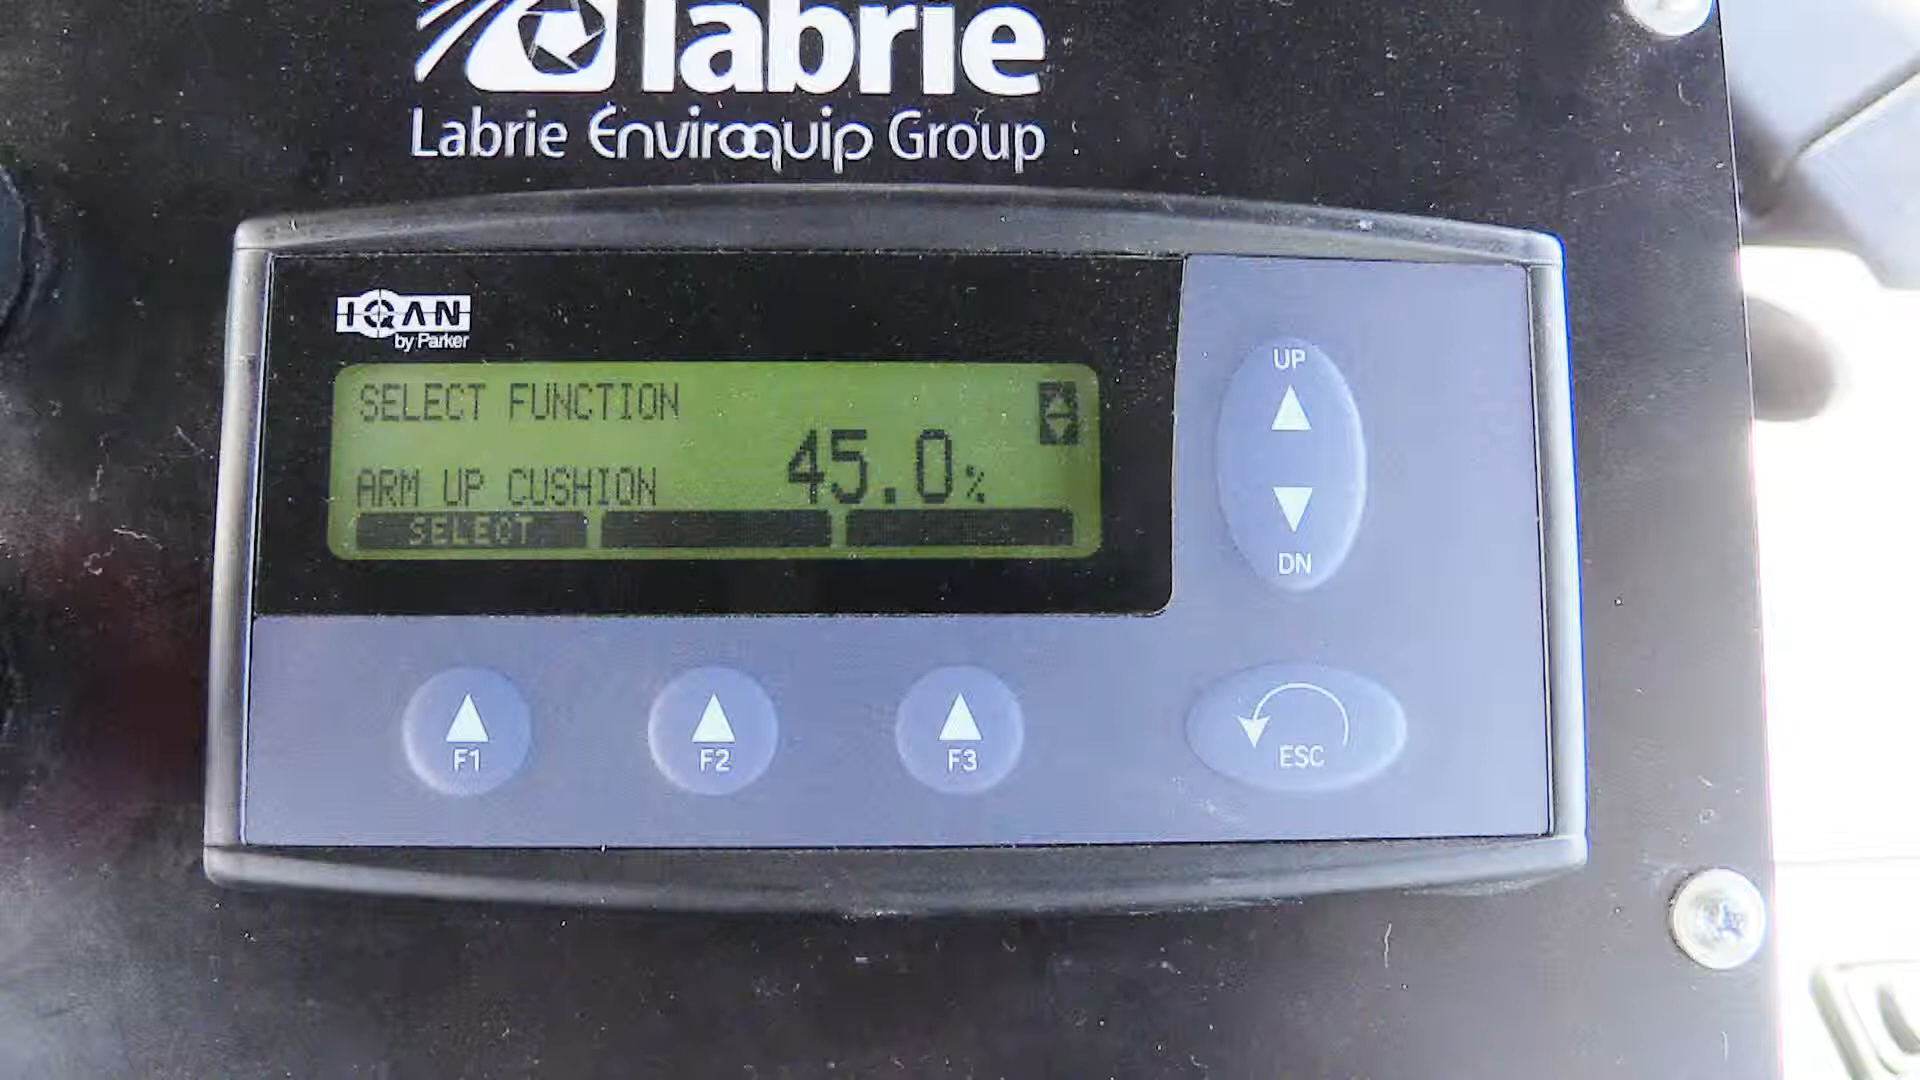 labrie
Labrie Enviroquip Group
IQAN
by Parker
SELECT FUNCTION
ARM UP CUSHION 45.0%
SELECT
UP
DN
F1 F2 F3 ESC